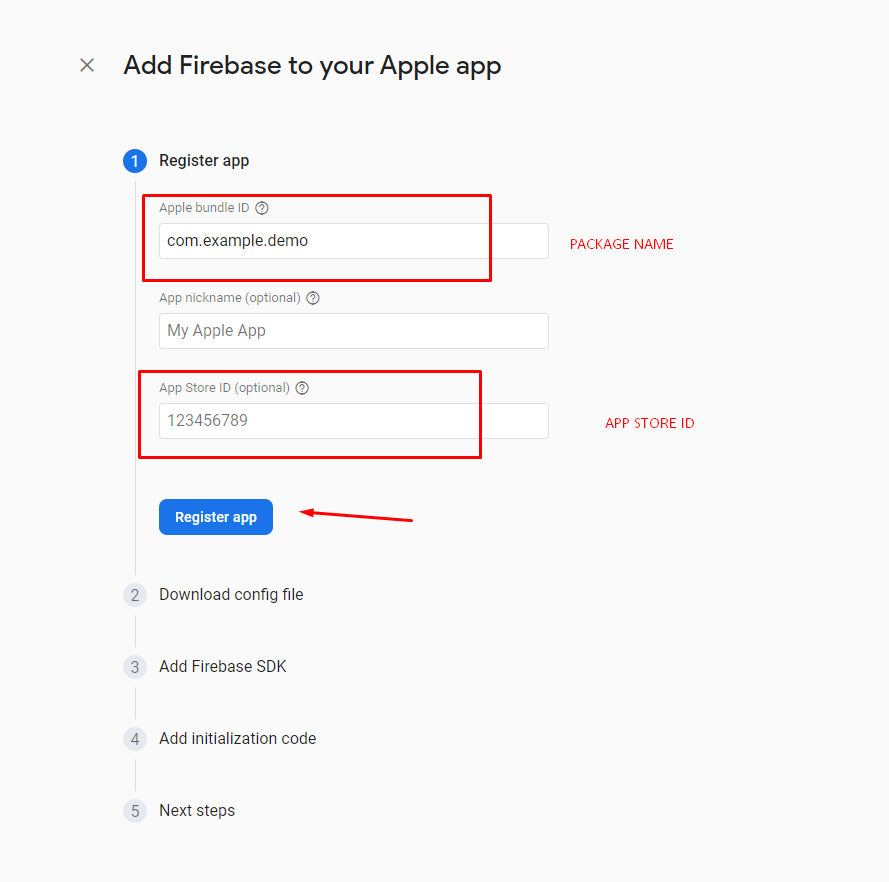 Add Firebase to your Apple app
1 Register app
Apple bundle ID
com.example.demo
PACKAGE NAME
App nickname (optional)
My Apple App
App Store ID (optional)
123456789
APP STORE ID
Register app
2 Download config file
3 Add Firebase SDK
4 Add initialization code
5 Next steps